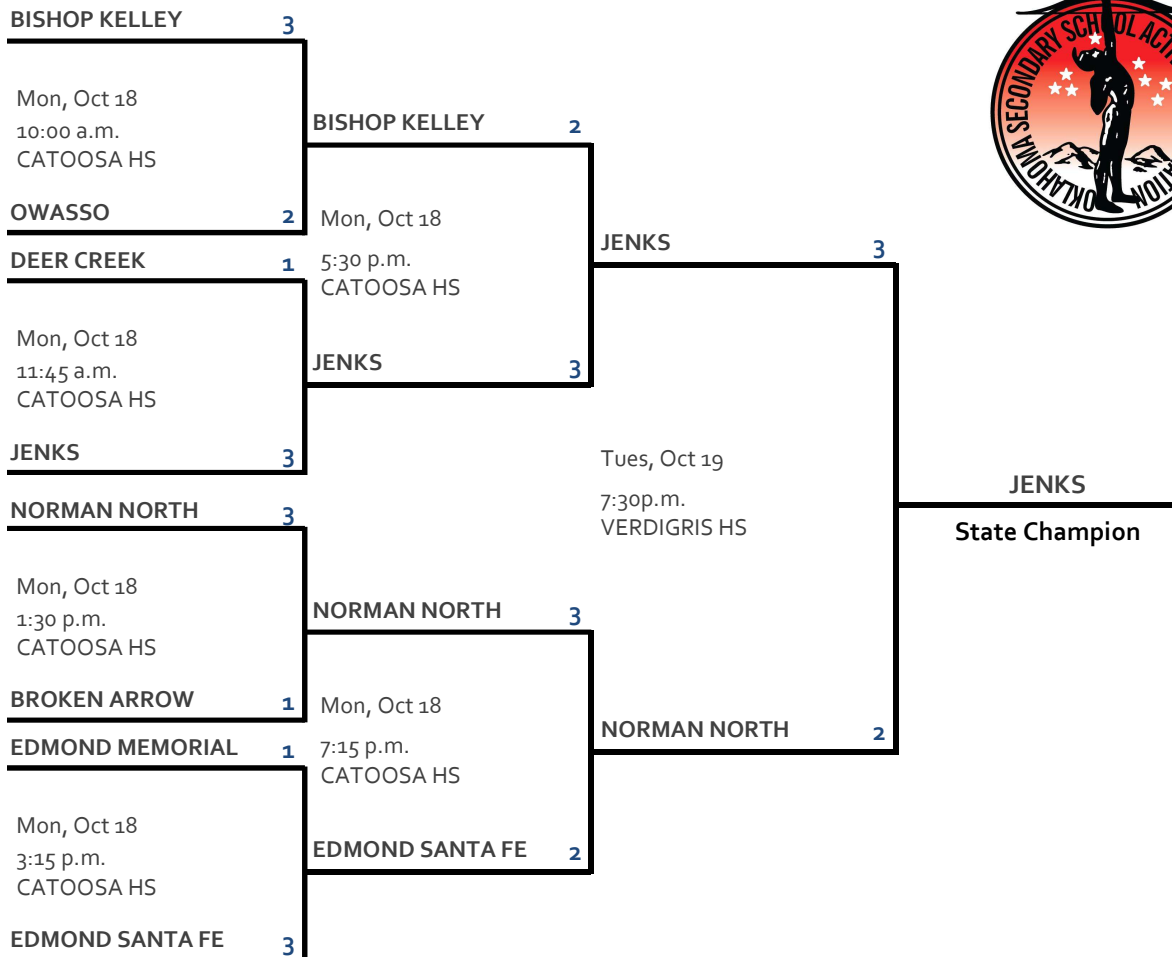 BISHOP KELLEY 3
Mon, Oct 18
10:00 a.m.
CATOOSA HS
OWASSO 2
DEER CREEK 1
Mon, Oct 18
11:45 a.m.
CATOOSA HS
JENKS 3
NORMAN NORTH 3
Mon, Oct 18
1:30 p.m.
CATOOSA HS
BROKEN ARROW 1
EDMOND MEMORIAL 1
Mon, Oct 18
3:15 p.m.
CATOOSA HS
EDMOND SANTA FE 3
BISHOP KELLEY 2
Mon, Oct 18
5:30 p.m.
CATOOSA HS
JENKS 3
NORMAN NORTH 3
Mon, Oct 18
7:15 p.m.
CATOOSA HS
EDMOND SANTA FE 2
JENKS 3
Tues, Oct 19
7:30p.m.
VERDIGRIS HS
NORMAN NORTH 2
JENKS
State Champion
OKLAHOMA SECONDARY SCHOOL